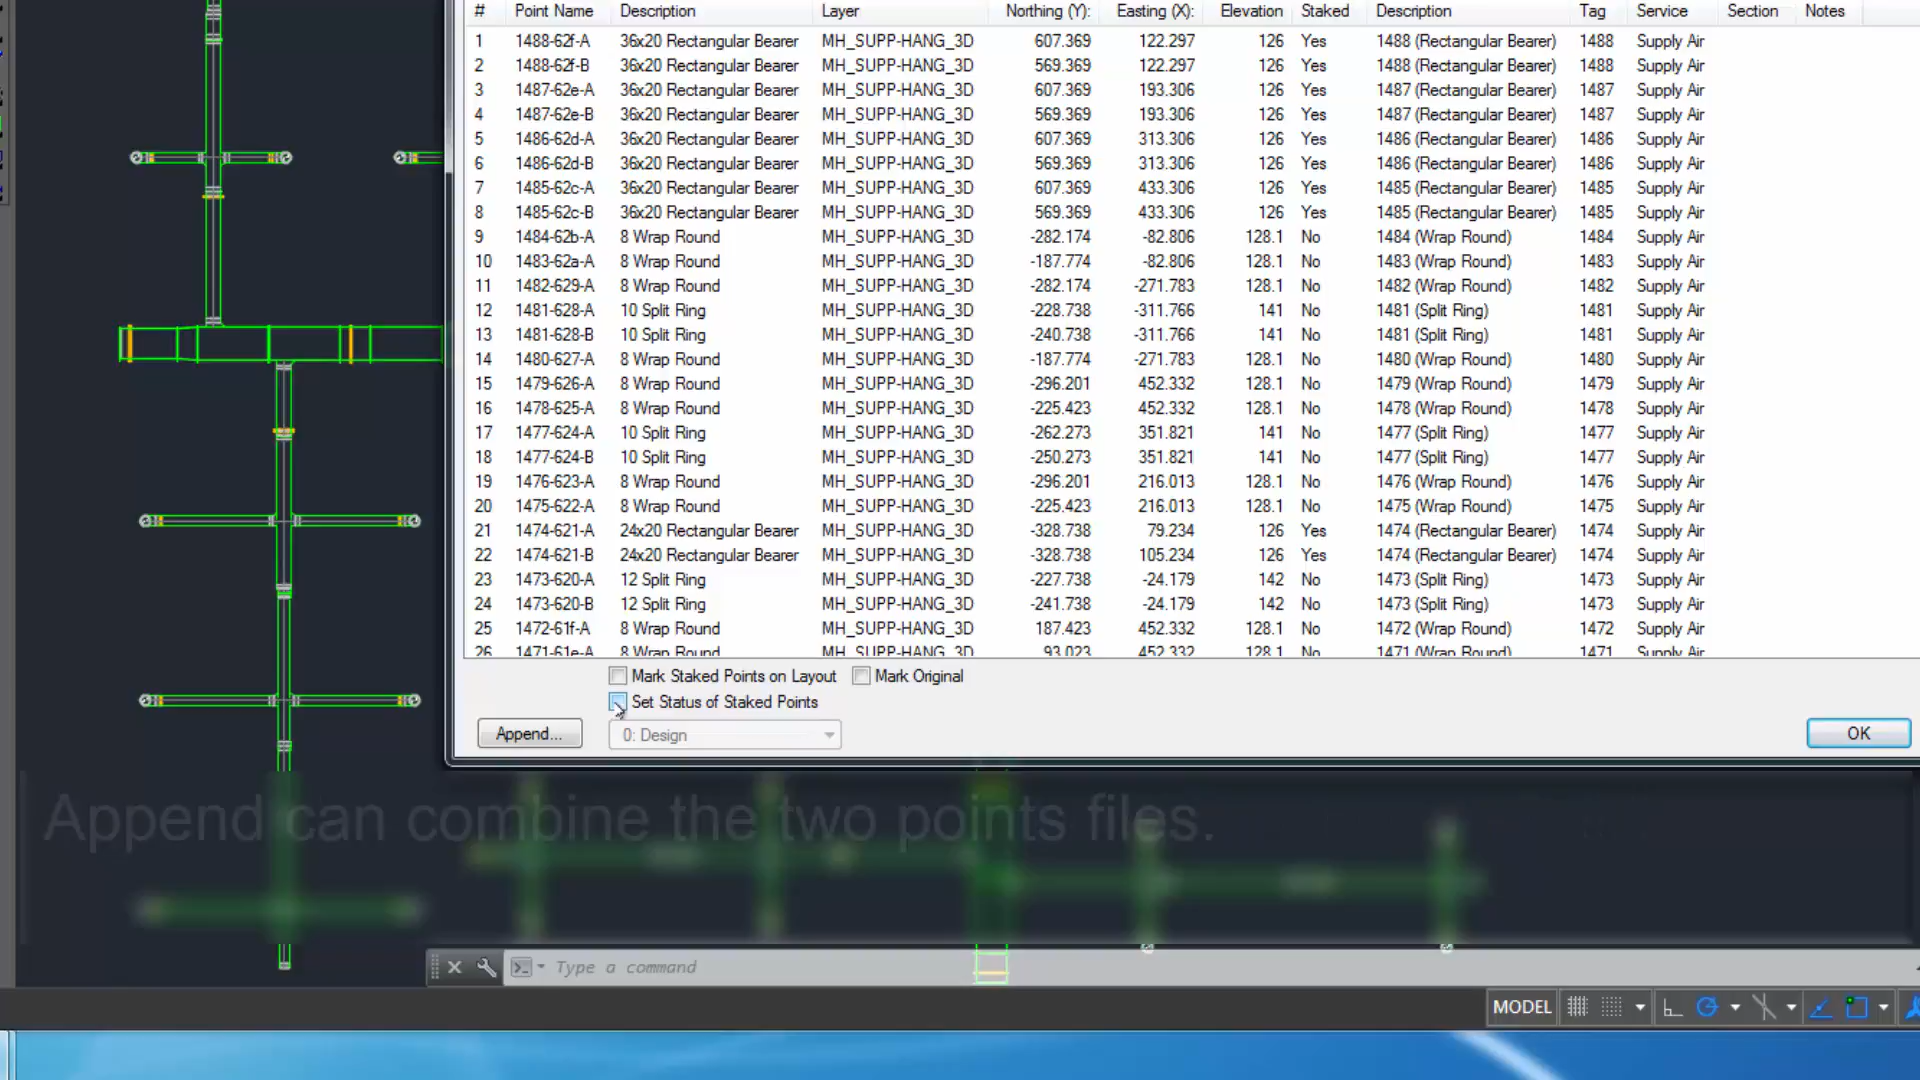 # Point Name Description Layer Northing (Y): Easting (X): Elevation Staked Description Tag Service Section Notes
1 1488-62f-A 36x20 Rectangular Bearer MH_SUPP-HANG_3D 607.369 122.297 126 Yes 1488 (Rectangular Bearer) 1488 Supply Air
2 1488-62f-B 36x20 Rectangular Bearer MH_SUPP-HANG_3D 569.369 122.297 126 Yes 1488 (Rectangular Bearer) 1488 Supply Air
3 1487-62e-A 36x20 Rectangular Bearer MH_SUPP-HANG_3D 607.369 193.306 126 Yes 1487 (Rectangular Bearer) 1487 Supply Air
4 1487-62e-B 36x20 Rectangular Bearer MH_SUPP-HANG_3D 569.369 193.306 126 Yes 1487 (Rectangular Bearer) 1487 Supply Air
5 1486-62d-A 36x20 Rectangular Bearer MH_SUPP-HANG_3D 607.369 313.306 126 Yes 1486 (Rectangular Bearer) 1486 Supply Air
6 1486-62d-B 36x20 Rectangular Bearer MH_SUPP-HANG_3D 569.369 313.306 126 Yes 1486 (Rectangular Bearer) 1486 Supply Air
7 1485-62c-A 36x20 Rectangular Bearer MH_SUPP-HANG_3D 607.369 433.306 126 Yes 1485 (Rectangular Bearer) 1485 Supply Air
8 1485-62c-B 36x20 Rectangular Bearer MH_SUPP-HANG_3D 569.369 433.306 126 Yes 1485 (Rectangular Bearer) 1485 Supply Air
9 1484-62b-A 8 Wrap Round MH_SUPP-HANG_3D -282.174 -82.806 128.1 No 1484 (Wrap Round) 1484 Supply Air
10 1483-62a-A 8 Wrap Round MH_SUPP-HANG_3D -187.774 -82.806 128.1 No 1483 (Wrap Round) 1483 Supply Air
11 1482-629-A 8 Wrap Round MH_SUPP-HANG_3D -282.174 -271.783 128.1 No 1482 (Wrap Round) 1482 Supply Air
12 1481-628-A 10 Split Ring MH_SUPP-HANG_3D -228.738 -311.766 141 No 1481 (Split Ring) 1481 Supply Air
13 1481-628-B 10 Split Ring MH_SUPP-HANG_3D -240.738 -311.766 141 No 1481 (Split Ring) 1481 Supply Air
14 1480-627-A 8 Wrap Round MH_SUPP-HANG_3D -187.774 -271.783 128.1 No 1480 (Wrap Round) 1480 Supply Air
15 1479-626-A 8 Wrap Round MH_SUPP-HANG_3D -296.201 452.332 128.1 No 1479 (Wrap Round) 1479 Supply Air
16 1478-625-A 8 Wrap Round MH_SUPP-HANG_3D -225.423 452.332 128.1 No 1478 (Wrap Round) 1478 Supply Air
17 1477-624-A 10 Split Ring MH_SUPP-HANG_3D -262.273 351.821 141 No 1477 (Split Ring) 1477 Supply Air
18 1477-624-B 10 Split Ring MH_SUPP-HANG_3D -250.273 351.821 141 No 1477 (Split Ring) 1477 Supply Air
19 1476-623-A 8 Wrap Round MH_SUPP-HANG_3D -296.201 216.013 128.1 No 1476 (Wrap Round) 1476 Supply Air
20 1475-622-A 8 Wrap Round MH_SUPP-HANG_3D -225.423 216.013 128.1 No 1475 (Wrap Round) 1475 Supply Air
21 1474-621-A 24x20 Rectangular Bearer MH_SUPP-HANG_3D -328.738 79.234 126 Yes 1474 (Rectangular Bearer) 1474 Supply Air
22 1474-621-B 24x20 Rectangular Bearer MH_SUPP-HANG_3D -328.738 105.234 126 Yes 1474 (Rectangular Bearer) 1474 Supply Air
23 1473-620-A 12 Split Ring MH_SUPP-HANG_3D -227.738 -24.179 142 No 1473 (Split Ring) 1473 Supply Air
24 1473-620-B 12 Split Ring MH_SUPP-HANG_3D -241.738 -24.179 142 No 1473 (Split Ring) 1473 Supply Air
25 1472-61f-A 8 Wrap Round MH_SUPP-HANG_3D 187.423 452.332 128.1 No 1472 (Wrap Round) 1472 Supply Air
26 1471-61e-A 8 Wrap Round MH_SUPP-HANG_3D 93.023 452.332 128.1 No 1471 (Wrap Round) 1471 Supply Air
Mark Staked Points on Layout Mark Original
Set Status of Staked Points
Append... 0: Design OK
Append can combine the two points files.
Type a command
MODEL